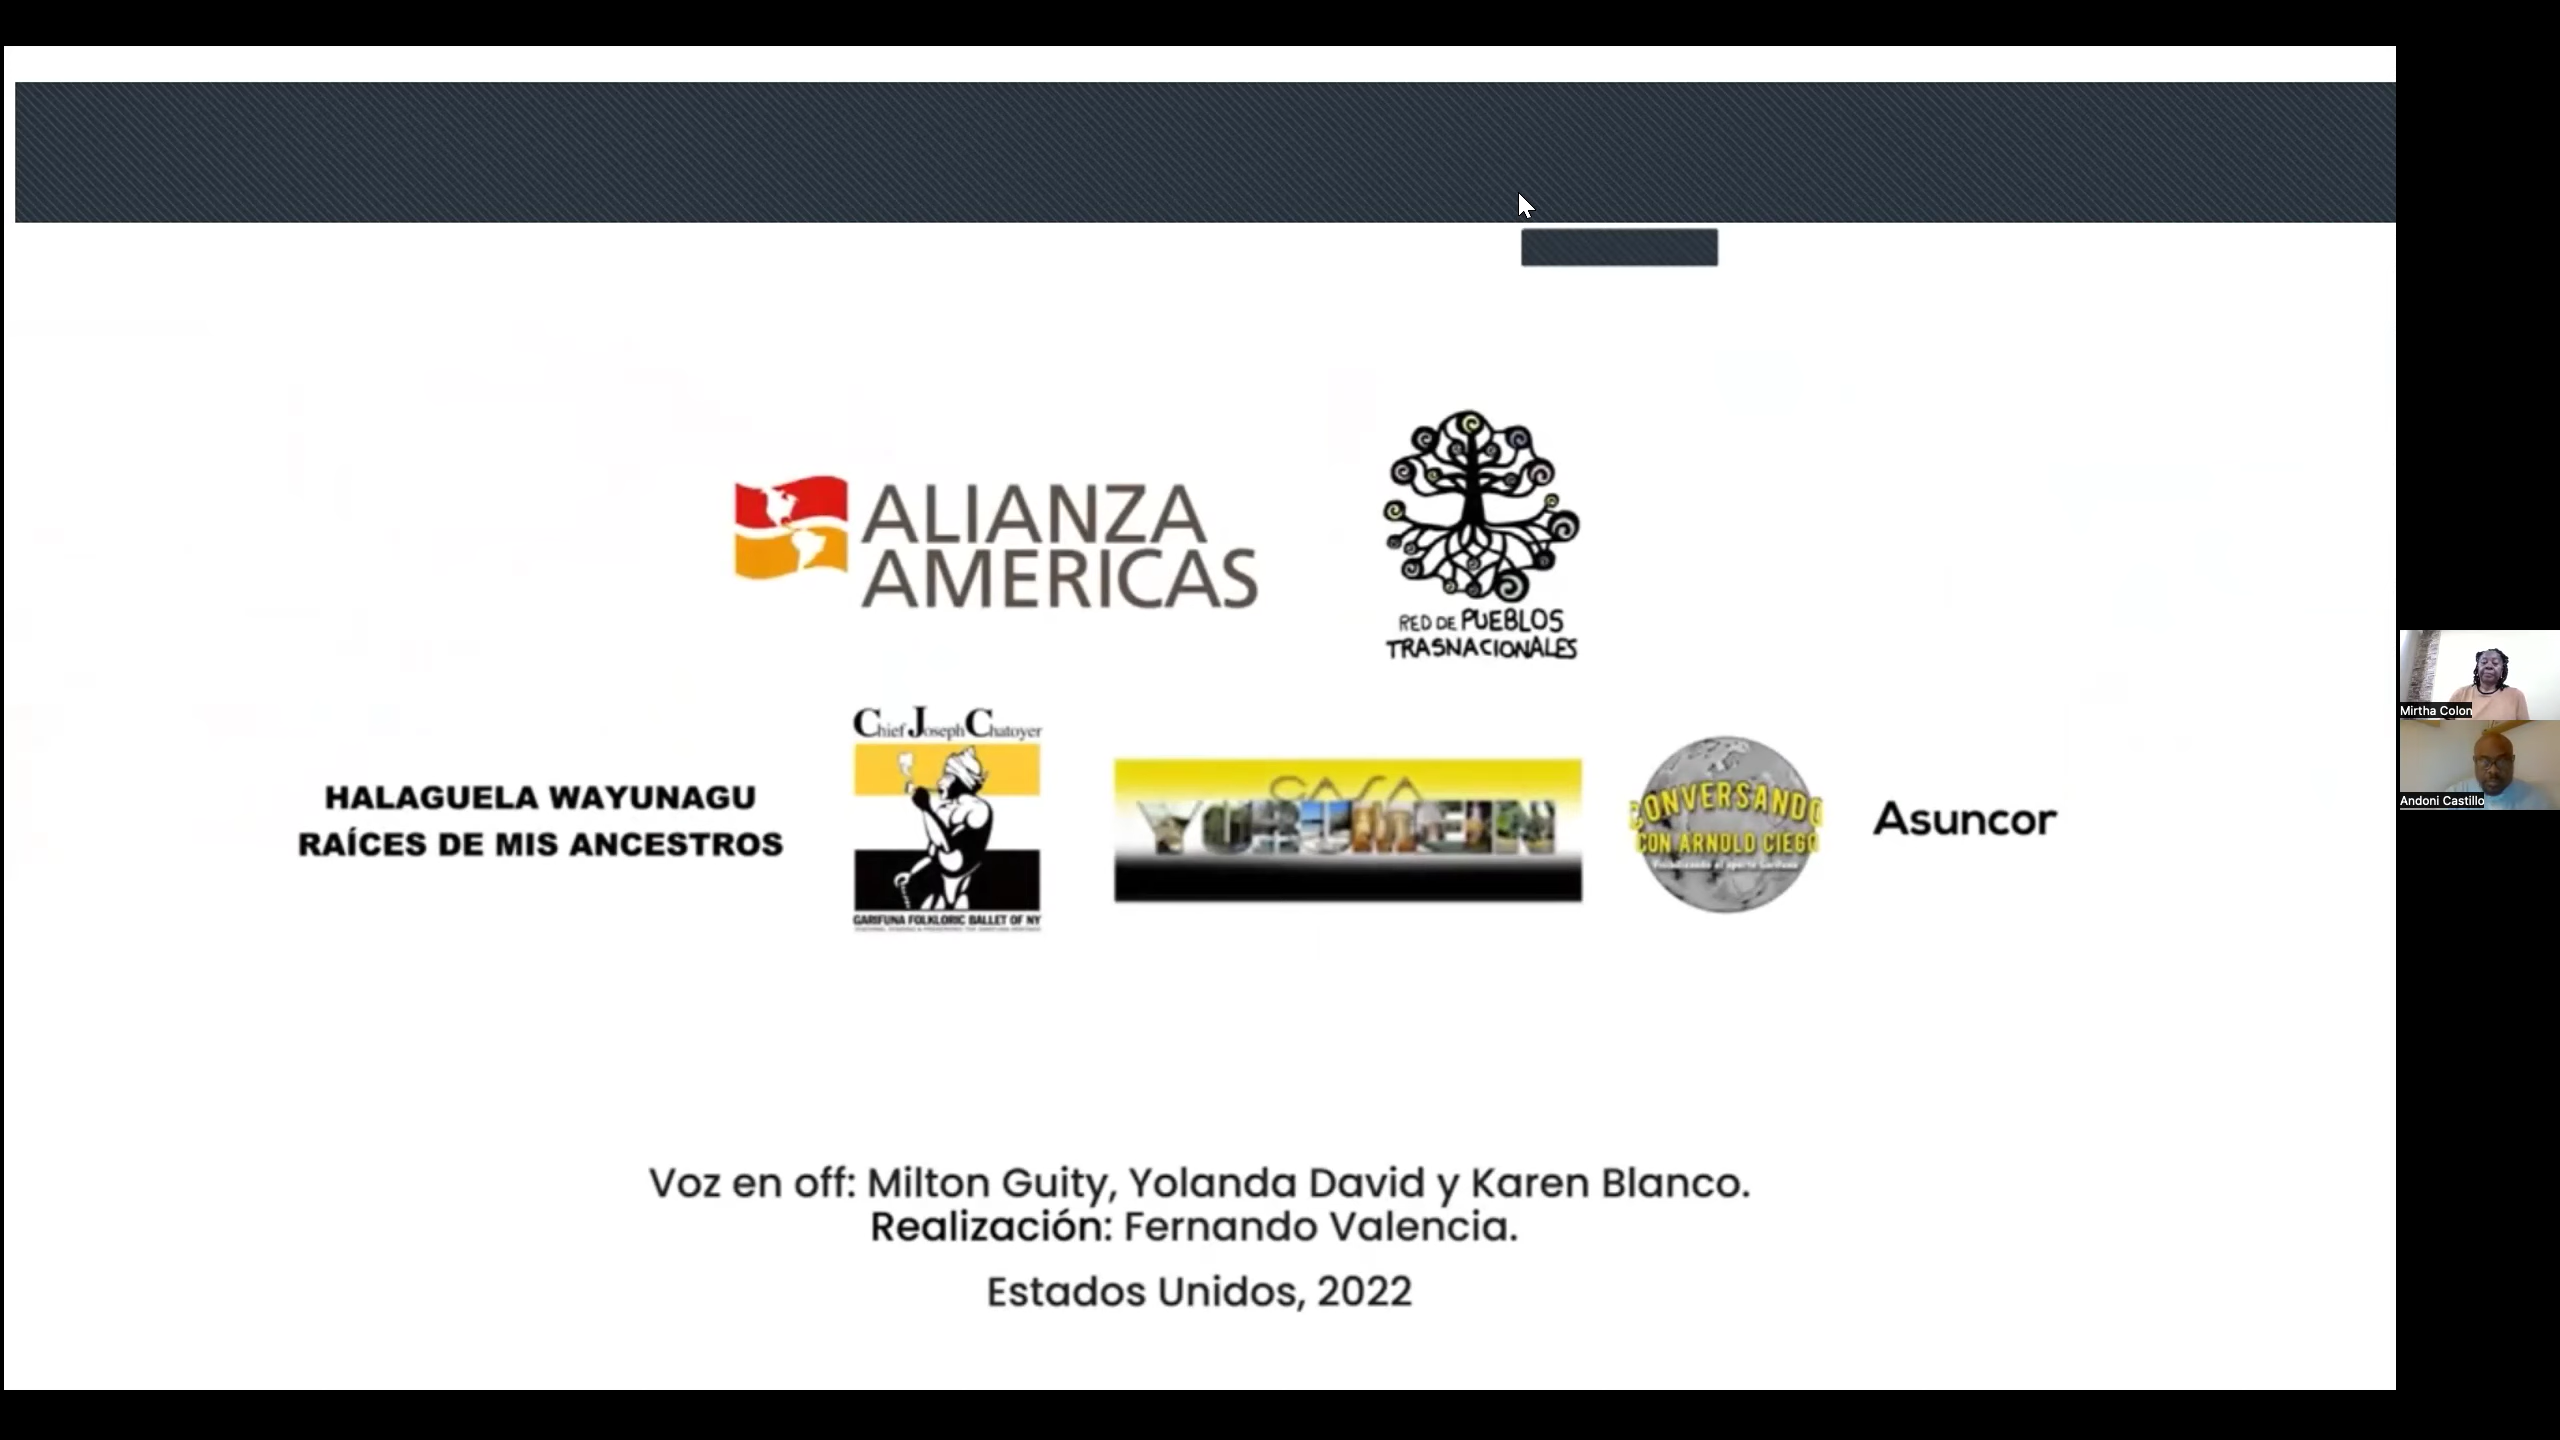 ALIANZA
AMERICAS
RED DE PUEBLOS
TRASNACIONALES
HALAGUELA WAYUNAGU
RAÍCES DE MIS ANCESTROS
Chief Joseph Chatoyer
GARIFUNA FOLKLORIC BALLET OF NY
CASA
YURUMEIN
CONVERSANDO
CON ARNOLD CIEGO
Asuncor
Voz en off: Milton Guity, Yolanda David y Karen Blanco.
Realización: Fernando Valencia.
Estados Unidos, 2022
Mirtha Colon
Andoni Castillo